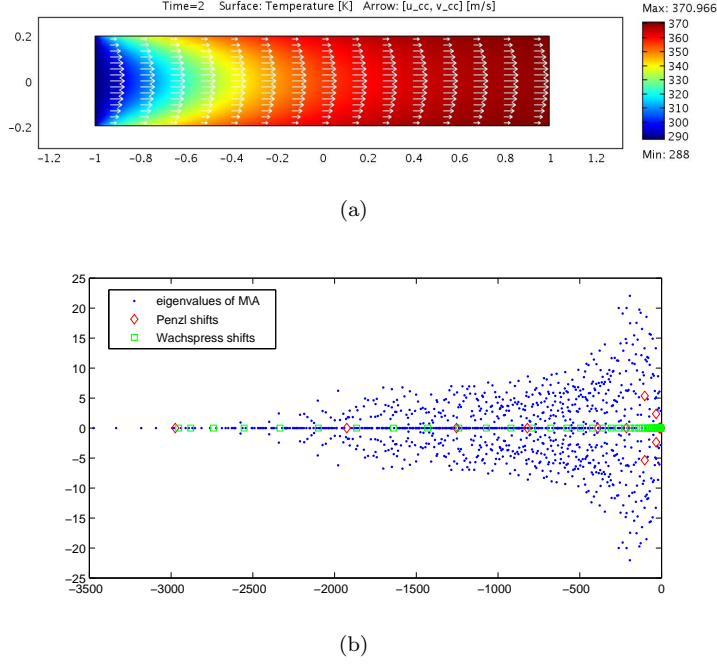 Time=2 Surface: Temperature [K] Arrow: [u_cc, v_cc] [m/s]
Max: 370.966
0.2
0
−0.2
−1.2 −1 −0.8 −0.6 −0.4 −0.2 0 0.2 0.4 0.6 0.8 1 1.2
370
360
350
340
330
320
310
300
290
Min: 288
(a)
25
20
15
10
5
0
−5
−10
−15
−20
−25
eigenvalues of M\A
Penzl shifts
Wachspress shifts
−3500 −3000 −2500 −2000 −1500 −1000 −500 0
(b)